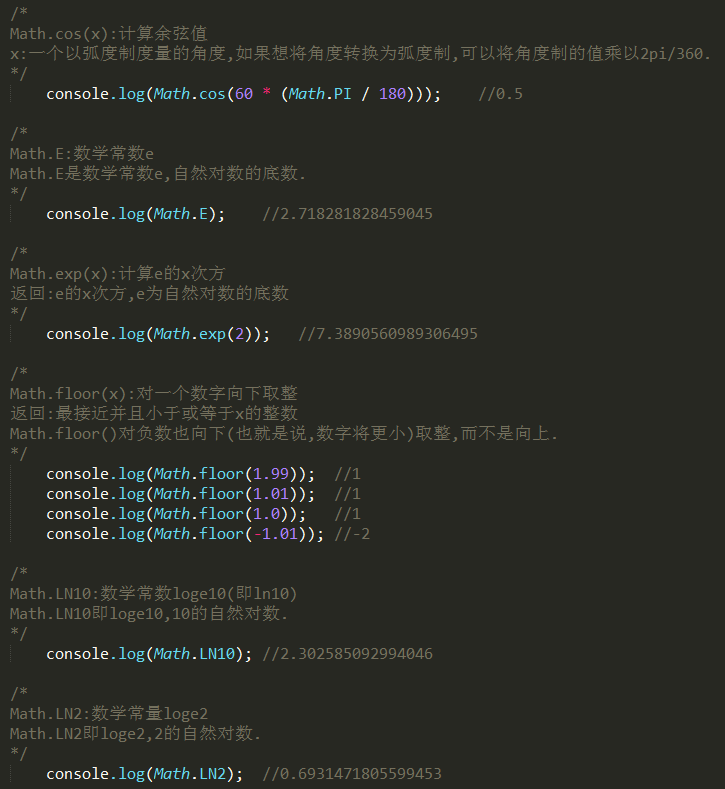 /*
Math.cos(x):计算余弦值
x:一个以弧度制度量的角度,如果想将角度转换为弧度制,可以将角度制的值乘以2pi/360.
*/
console.log(Math.cos(60 * (Math.PI / 180))); //0.5
/*
Math.E:数学常数e
Math.E是数学常数e,自然对数的底数.
*/
console.log(Math.E); //2.718281828459045
/*
Math.exp(x):计算e的x次方
返回:e的x次方,e为自然对数的底数
*/
console.log(Math.exp(2)); //7.3890560989306495
/*
Math.floor(x):对一个数字向下取整
返回:最接近并且小于或等于x的整数
Math.floor()对负数也向下(也就是说,数字将更小)取整,而不是向上.
*/
console.log(Math.floor(1.99)); //1
console.log(Math.floor(1.01)); //1
console.log(Math.floor(1.0)); //1
console.log(Math.floor(-1.01)); //-2
/*
Math.LN10:数学常数loge10(即ln10)
Math.LN10即loge10,10的自然对数.
*/
console.log(Math.LN10); //2.302585092994046
/*
Math.LN2:数学常量loge2
Math.LN2即loge2,2的自然对数.
*/
console.log(Math.LN2); //0.6931471805599453